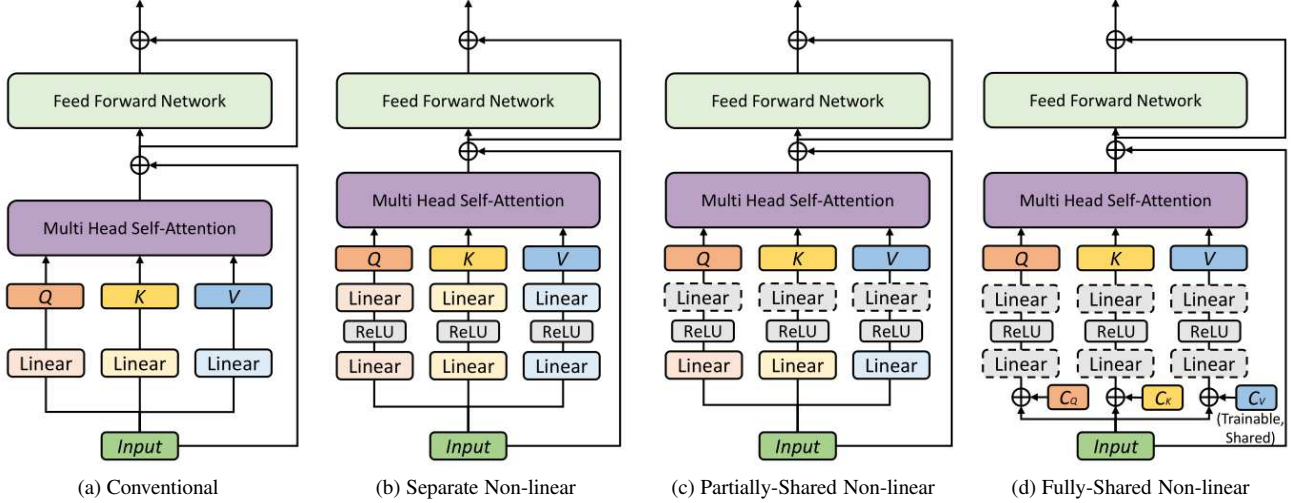 Feed Forward Network
Multi Head Self-Attention
Q K V
Linear Linear Linear
Input
(a) Conventional
Feed Forward Network
Multi Head Self-Attention
Q K V
Linear Linear Linear
ReLU ReLU ReLU
Linear Linear Linear
Input
(b) Separate Non-linear
Feed Forward Network
Multi Head Self-Attention
Q K V
Linear Linear Linear
ReLU ReLU ReLU
Linear Linear Linear
Input
(c) Partially-Shared Non-linear
Feed Forward Network
Multi Head Self-Attention
Q K V
Linear Linear Linear
ReLU ReLU ReLU
Linear Linear Linear
C_Q C_K C_V
(Trainable,
Shared)
Input
(d) Fully-Shared Non-linear